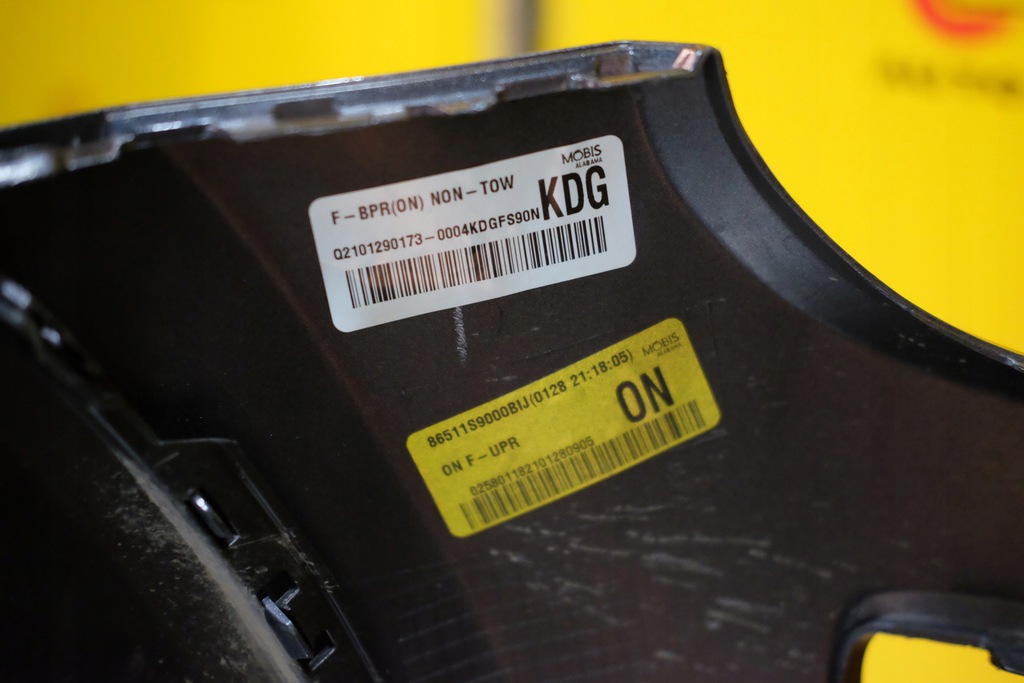 MOBIS
ALABAMA
F-BPR(ON) NON-TOW
KDG
Q2101290173-0004KDGFS90N
86511S9000BIJ(0128 21:18:05)
MOBIS
ALABAMA
ON F-UPR
ON
025801182101280905